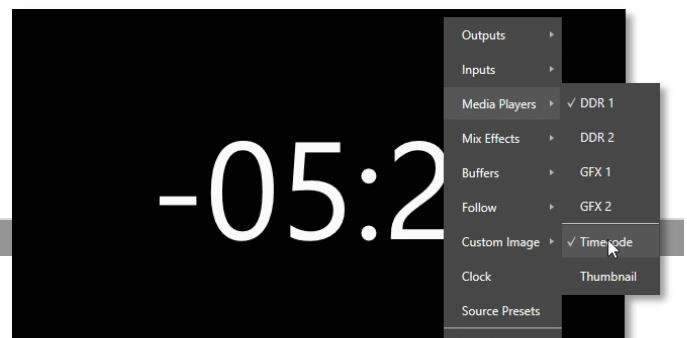 -05:2
Outputs
Inputs
Media Players
Mix Effects
Buffers
Follow
Custom Image
Clock
Source Presets
✓ DDR 1
DDR 2
GFX 1
GFX 2
✓ Timecode
Thumbnail